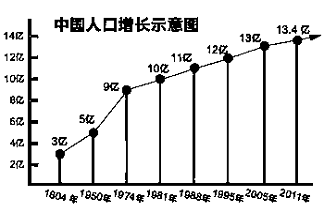 中国人口增长示意图
14亿
12亿
10亿
8亿
6亿
4亿
2亿
3亿
5亿
9亿
10亿
11亿
12亿
13亿
13.4 亿
1804 年 1950年 1974年 1981年 1988年 1995年 2005年 2011年